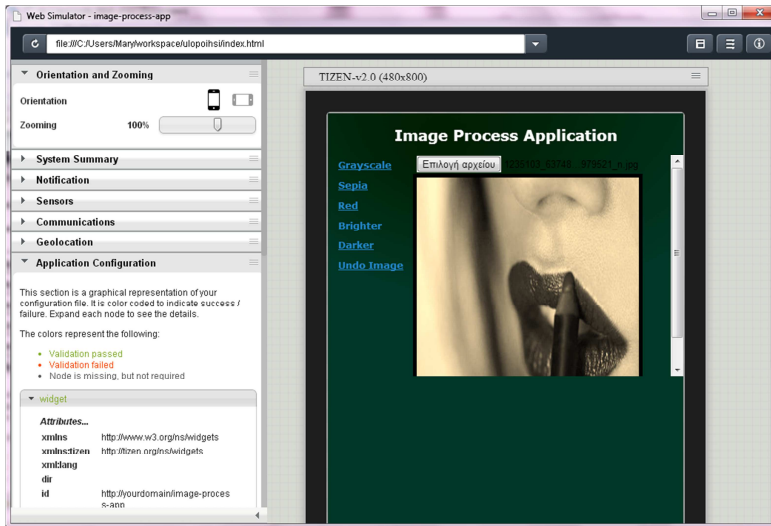 Web Simulator - image-process-app
file:///C:/Users/Mary/workspace/ulopoihsi/index.html
Orientation and Zooming
Orientation
Zooming 100%
System Summary
Notification
Sensors
Communications
Geolocation
Application Configuration
This section is a graphical representation of your
configuration file. It is color coded to indicate success /
failure. Expand each node to see the details.
The colors represent the following:
Validation passed
Validation failed
Node is missing, but not required
widget
Attributes...
xmlns http://www.w3.org/ns/widgets
xmlns:tizen http://tizen.org/ns/widgets
xml:lang
dir
id http://yourdomain/image-proces
s-app
TIZEN-v2.0 (480x800)
Image Process Application
Grayscale
Επιλογή αρχείου
Sepia
Red
Brighter
Darker
Undo Image